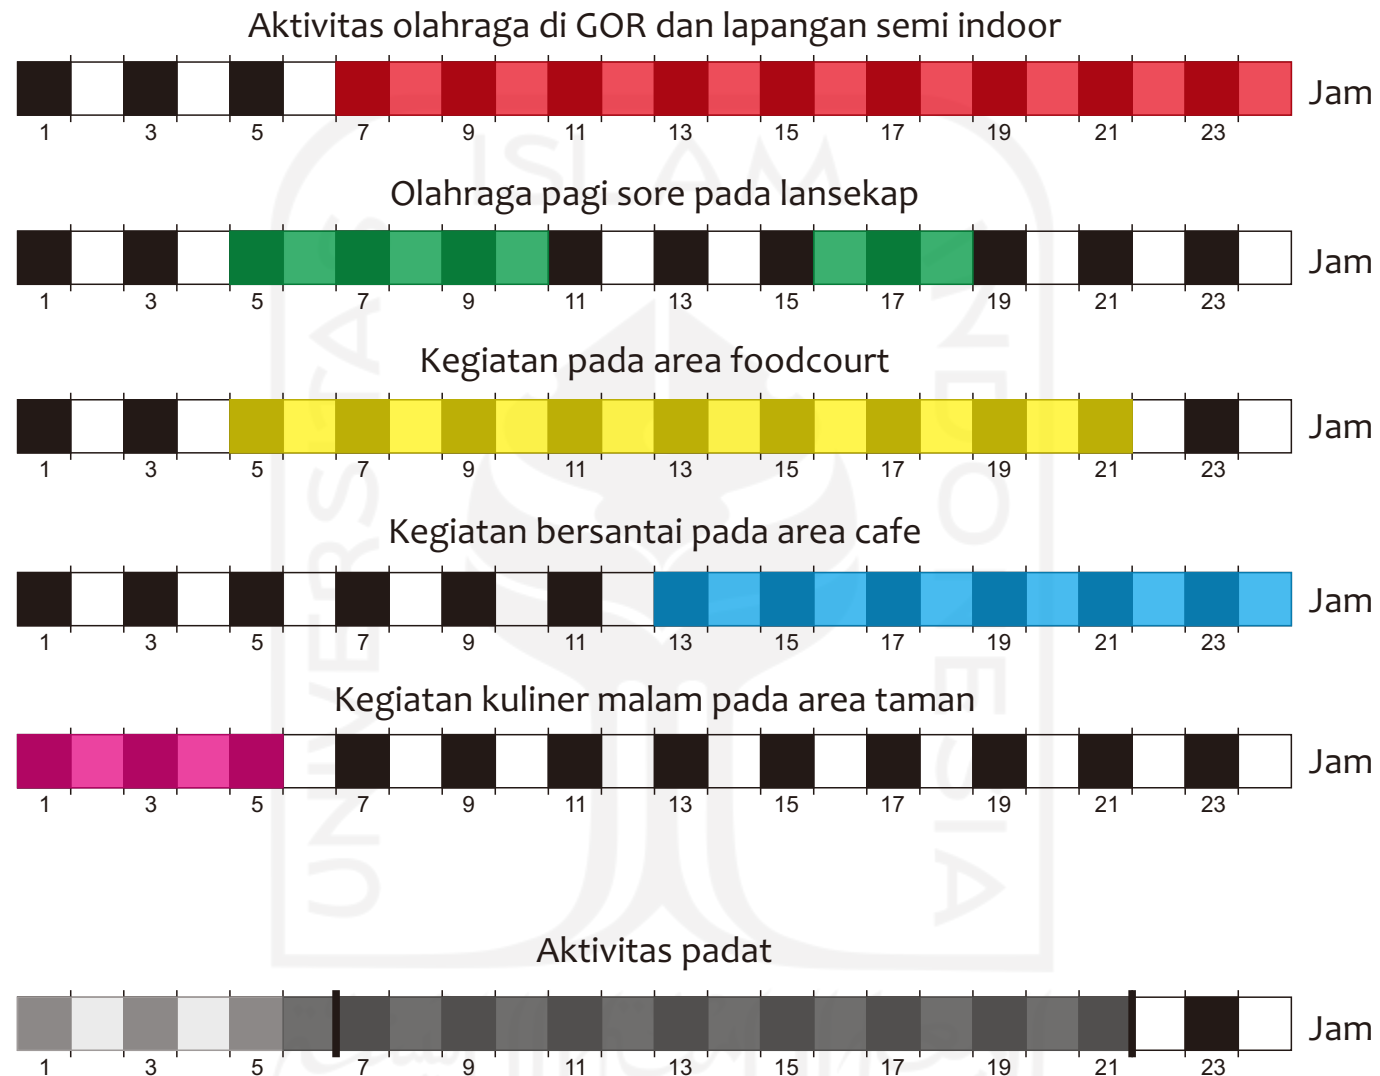 Aktivitas olahraga di GOR dan lapangan semi indoor
Jam
1 3 5 7 9 11 13 15 17 19 21 23
Olahraga pagi sore pada lansekap
Jam
1 3 5 7 9 11 13 15 17 19 21 23
Kegiatan pada area foodcourt
Jam
1 3 5 7 9 11 13 15 17 19 21 23
Kegiatan bersantai pada area cafe
Jam
1 3 5 7 9 11 13 15 17 19 21 23
Kegiatan kuliner malam pada area taman
Jam
1 3 5 7 9 11 13 15 17 19 21 23
Aktivitas padat
Jam
1 3 5 7 9 11 13 15 17 19 21 23
UNIVERSITAS
ISLAM
INDONESIA